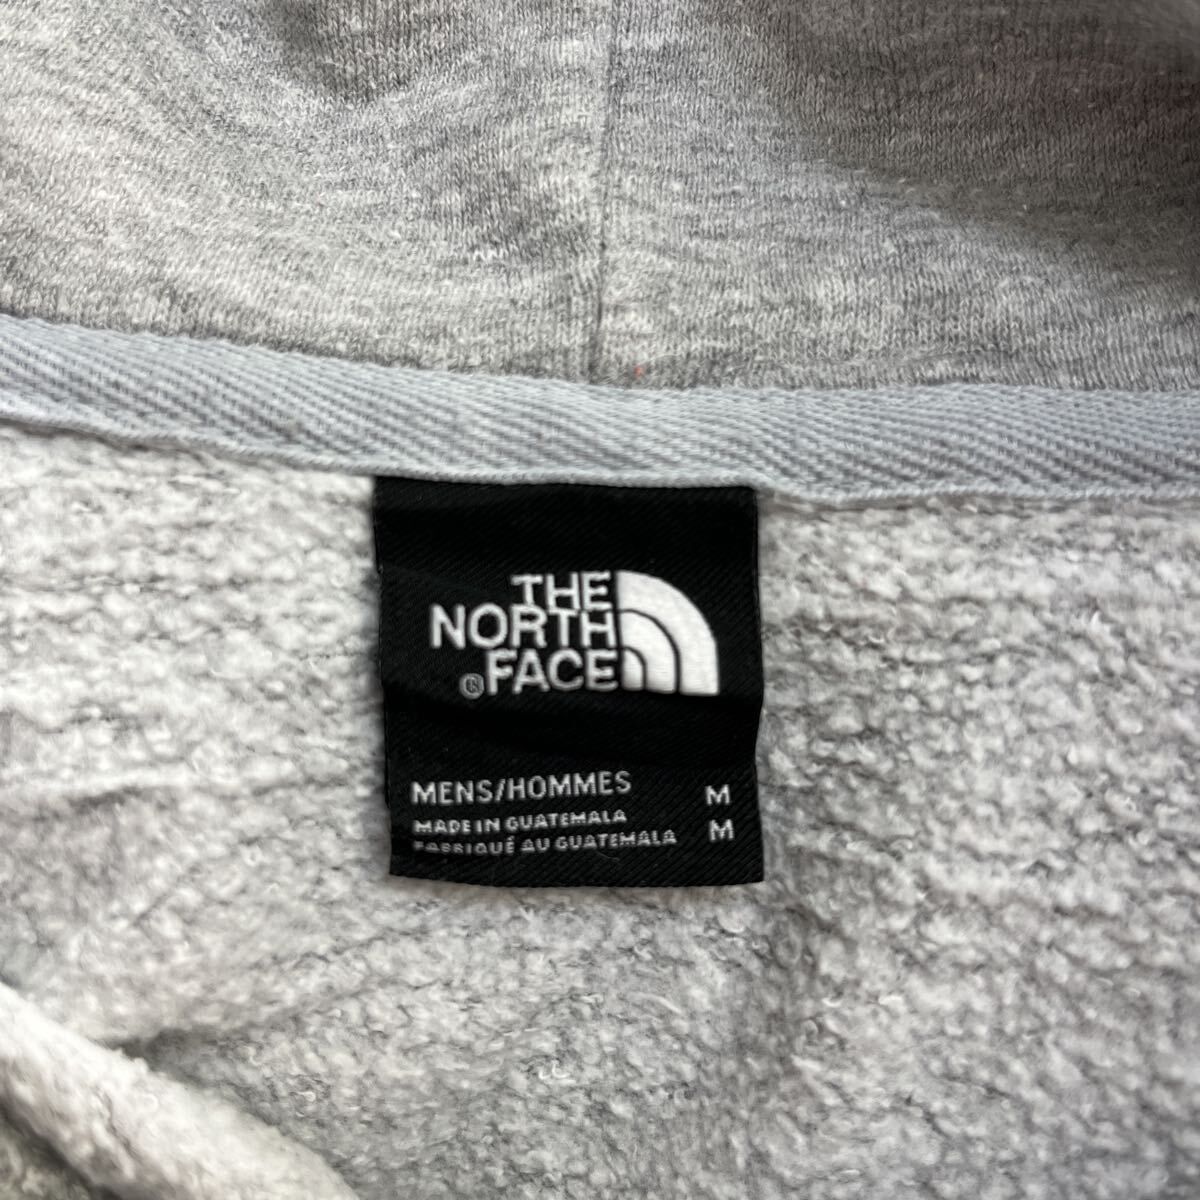 THE
NORTH
® FACE
MENS/HOMMES M
MADE IN GUATEMALA M
FABRIQUÉ AU GUATEMALA